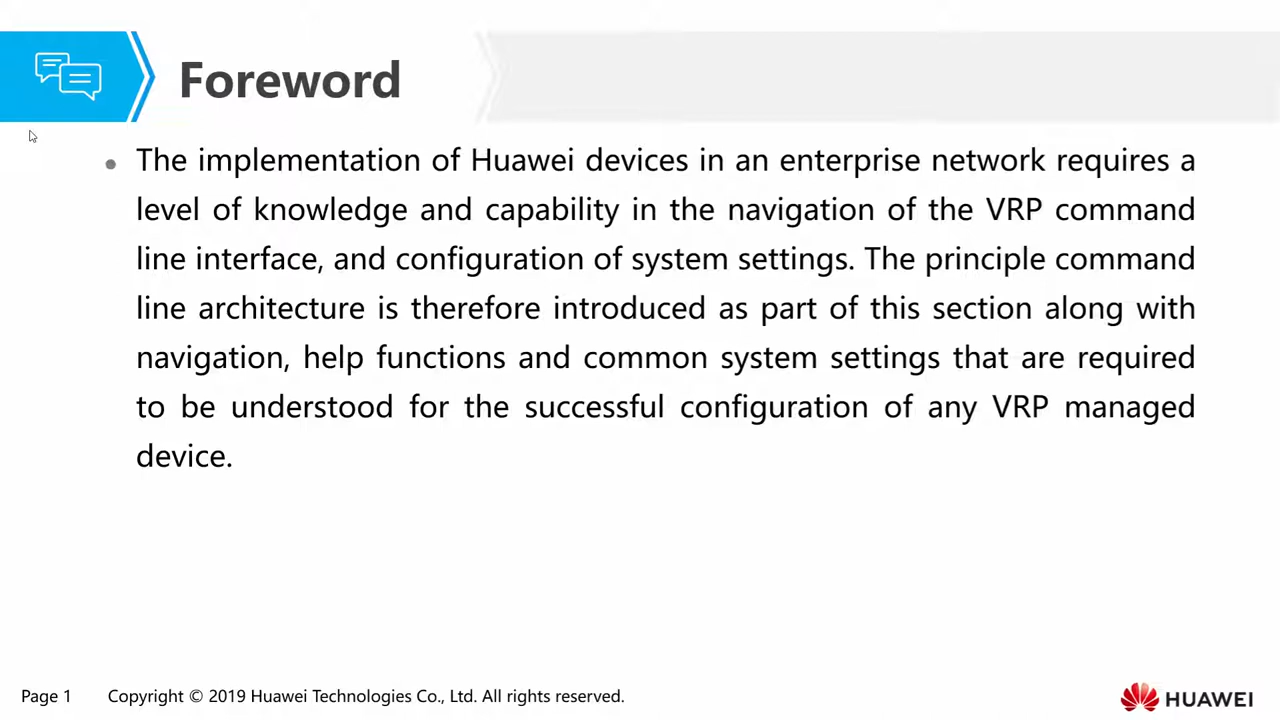 Foreword
• The implementation of Huawei devices in an enterprise network requires a
level of knowledge and capability in the navigation of the VRP command
line interface, and configuration of system settings. The principle command
line architecture is therefore introduced as part of this section along with
navigation, help functions and common system settings that are required
to be understood for the successful configuration of any VRP managed
device.
Page 1 Copyright © 2019 Huawei Technologies Co., Ltd. All rights reserved.
HUAWEI